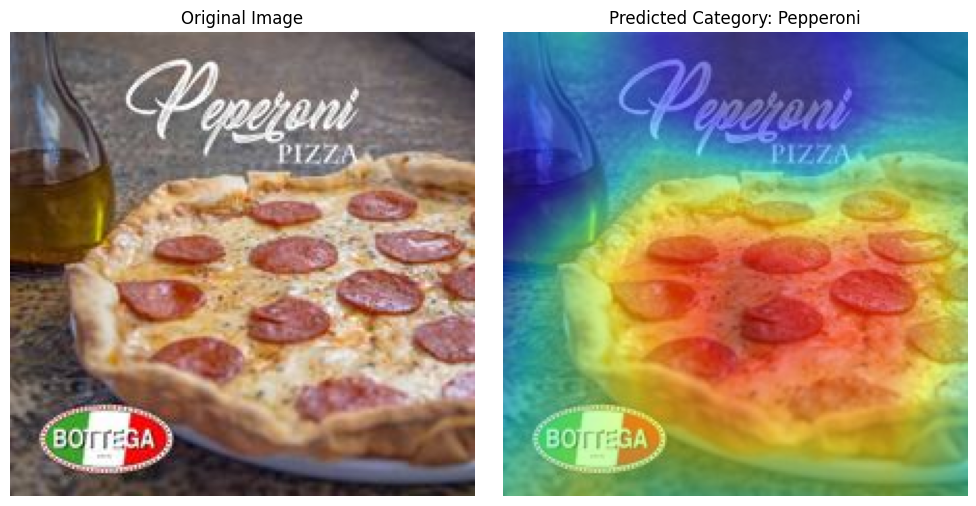 Original Image
Predicted Category: Pepperoni
Peperoni
PIZZA
BOTTEGA
Peperoni
PIZZA
BOTTEGA